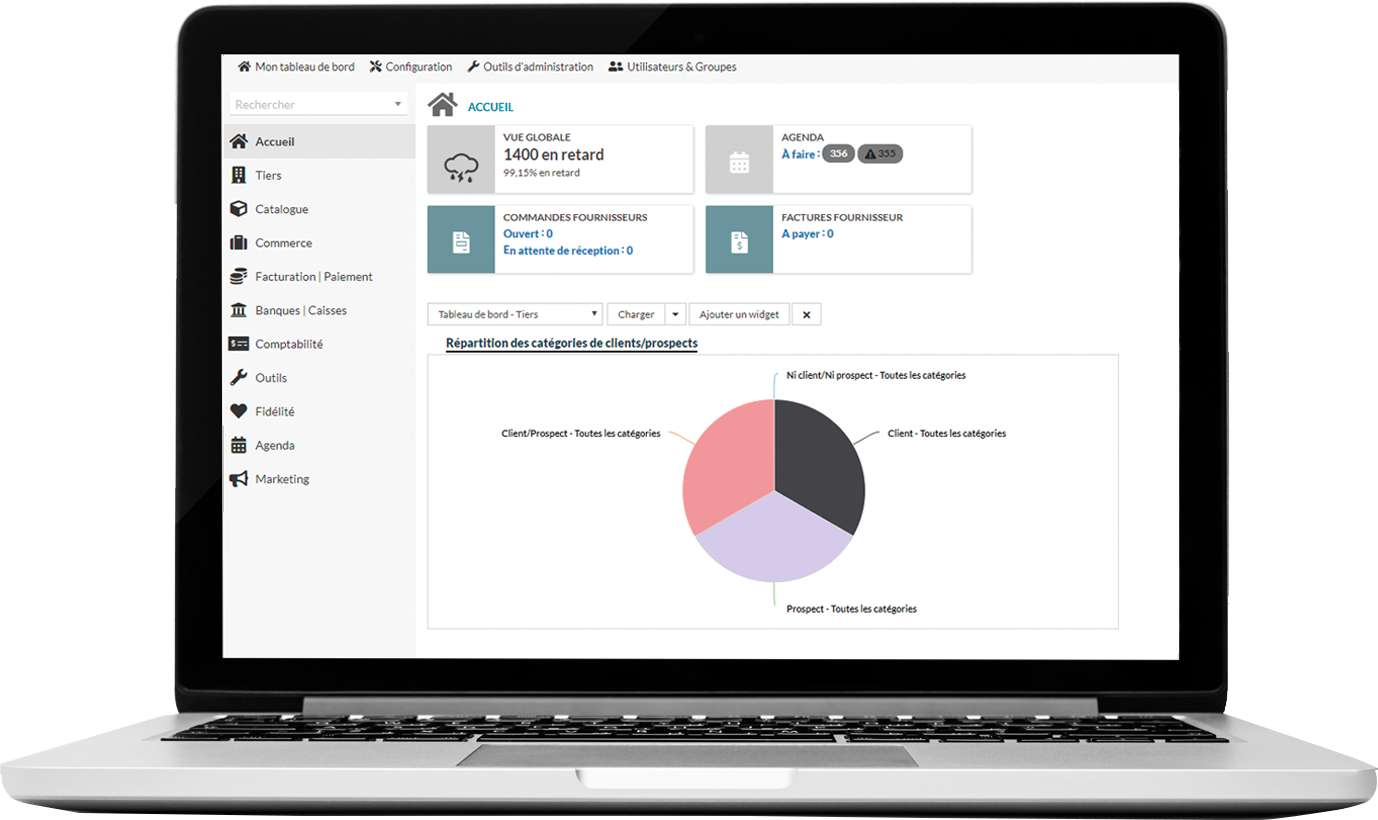 Mon tableau de bord Configuration Outils d'administration Utilisateurs & Groupes
Rechercher
Accueil
Tiers
Catalogue
Commerce
Facturation | Paiement
Banques | Caisses
Comptabilité
Outils
Fidélité
Agenda
Marketing
ACCUEIL
VUE GLOBALE
1400 en retard
99,15% en retard
AGENDA
À faire : 356 355
COMMANDES FOURNISSEURS
Ouvert : 0
En attente de réception : 0
FACTURES FOURNISSEUR
A payer : 0
Tableau de bord - Tiers Charger Ajouter un widget
Répartition des catégories de clients/prospects
Ni client/Ni prospect - Toutes les catégories
Client/Prospect - Toutes les catégories
Client - Toutes les catégories
Prospect - Toutes les catégories